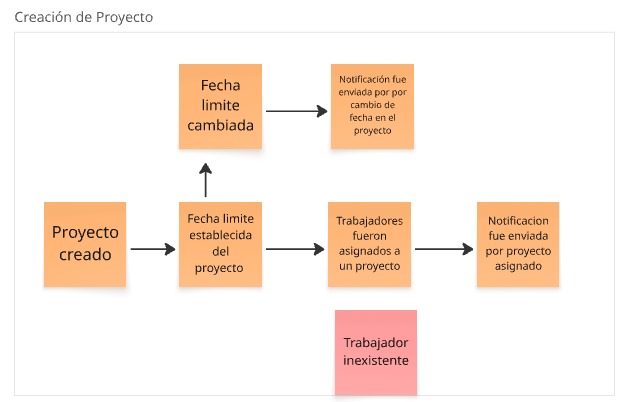 Creación de Proyecto
Fecha
limite
cambiada
Notificación fue
enviada por por
cambio de
fecha en el
proyecto
Proyecto
creado
Fecha limite
establecida
del
proyecto
Trabajadores
fueron
asignados a
un proyecto
Notificacion
fue enviada
por proyecto
asignado
Trabajador
inexistente